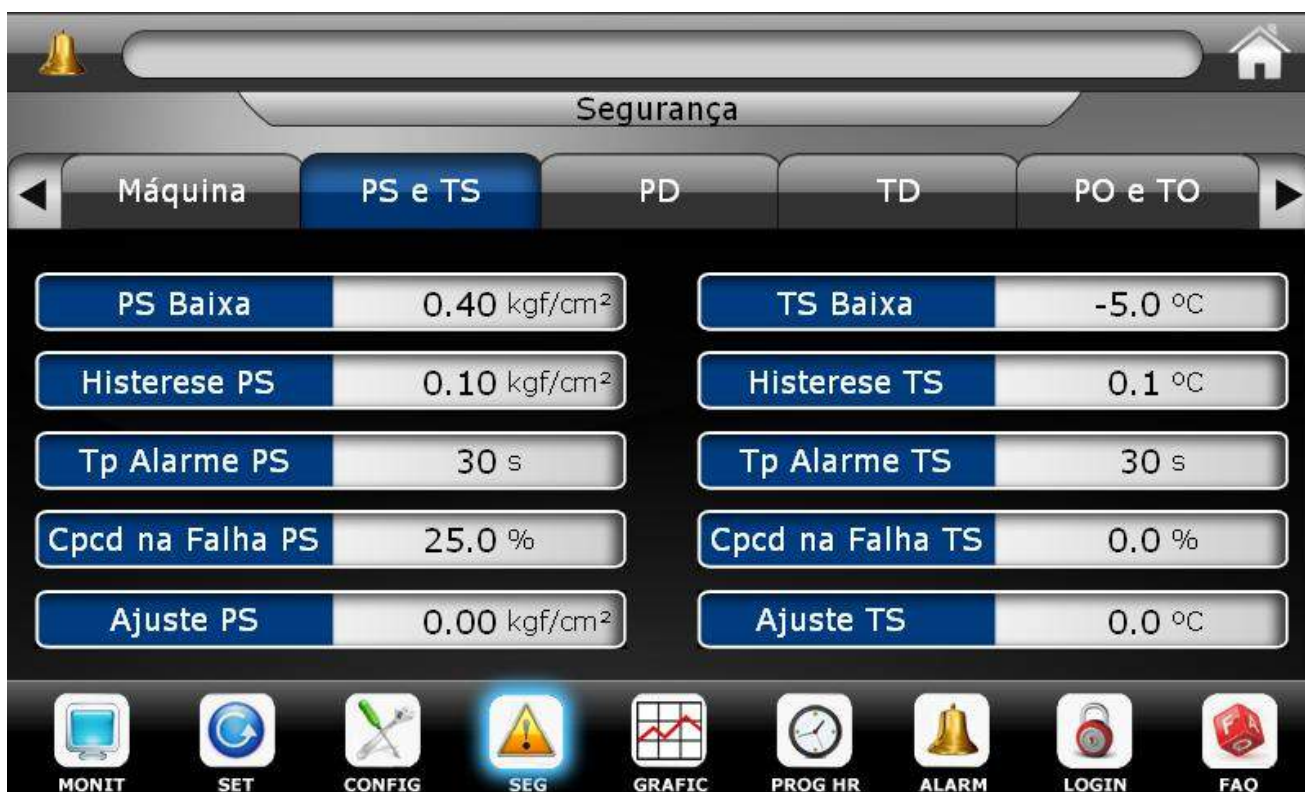 Segurança
Máquina PS e TS PD TD PO e TO
PS Baixa 0.40 kgf/cm² TS Baixa -5.0 ºC
Histerese PS 0.10 kgf/cm² Histerese TS 0.1 ºC
Tp Alarme PS 30 s Tp Alarme TS 30 s
Cpcd na Falha PS 25.0 % Cpcd na Falha TS 0.0 %
Ajuste PS 0.00 kgf/cm² Ajuste TS 0.0 ºC
MONIT SET CONFIG SEG GRAFIC PROG HR ALARM LOGIN FAQ